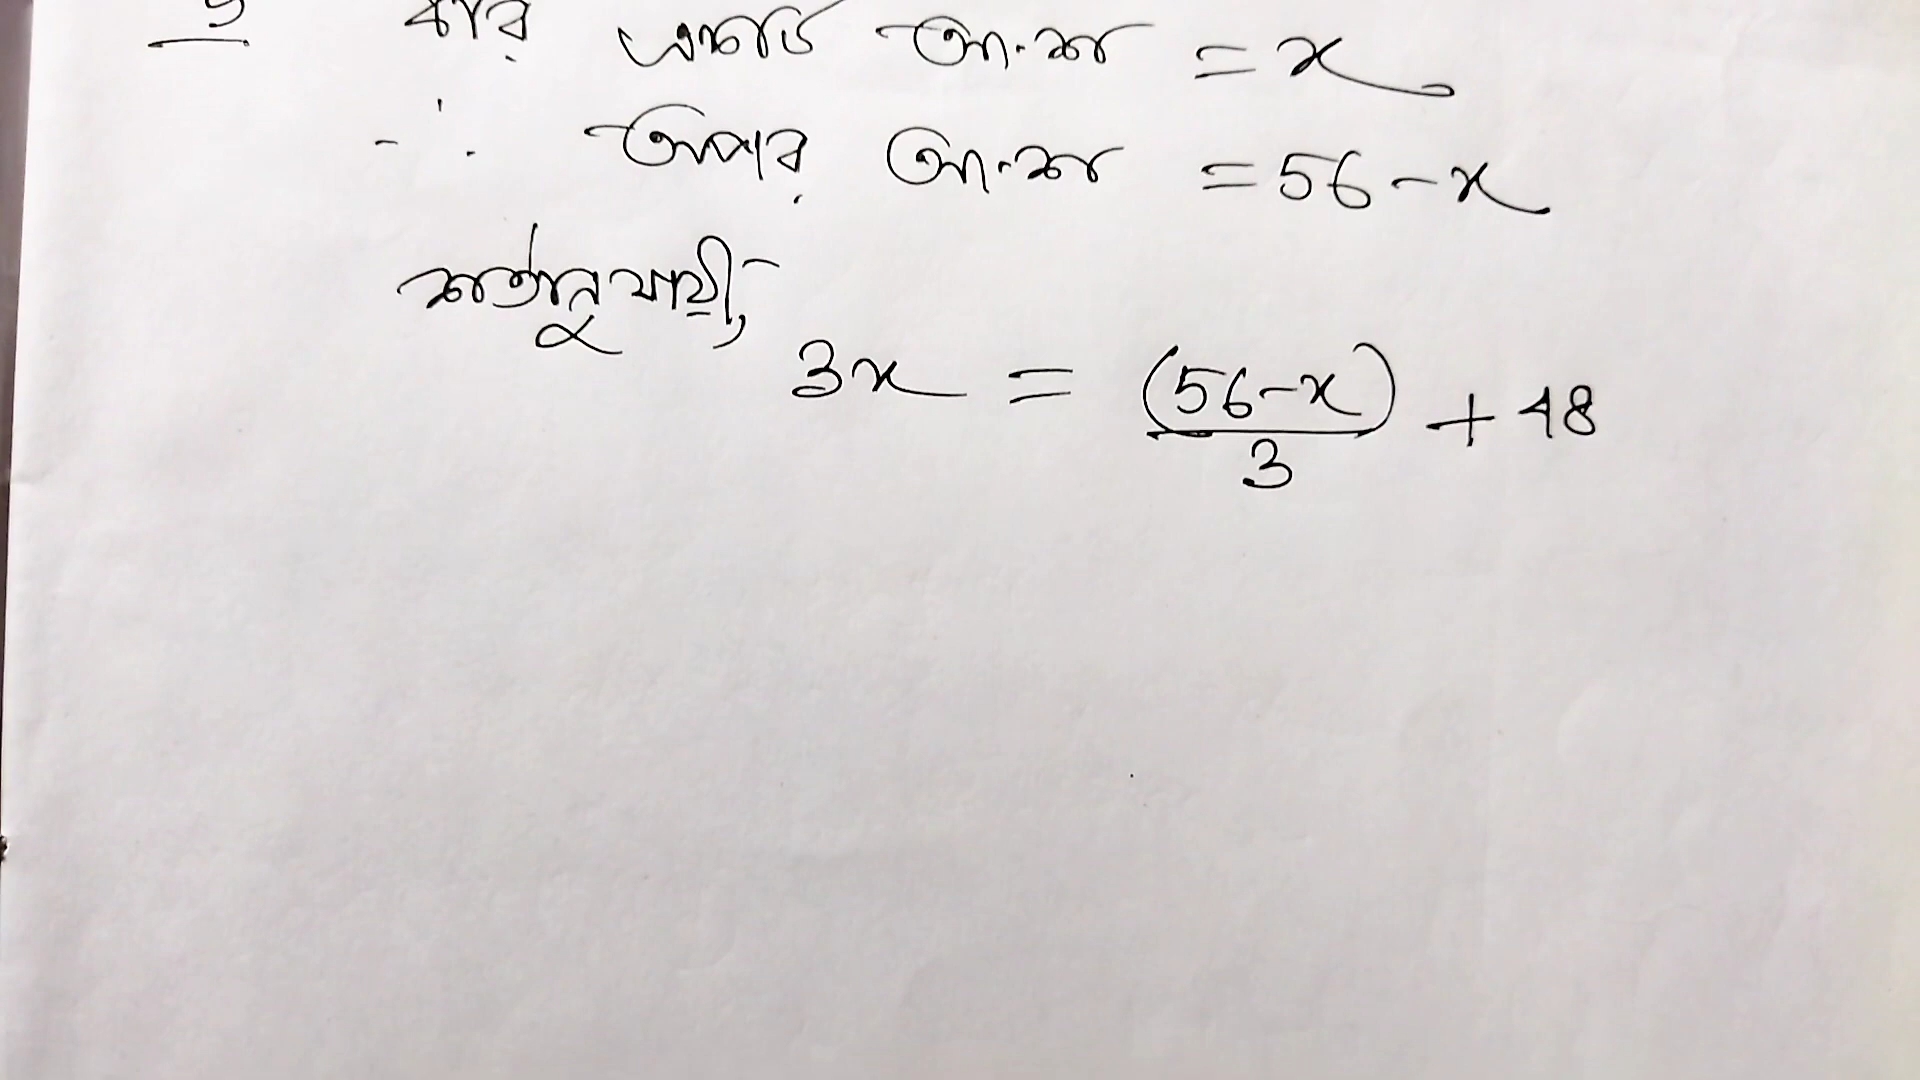 ধরি একটি অংশ = x
∴ অপর অংশ = 56 - x
শর্তানুযায়ী,
3x = (56-x)/3 + 48